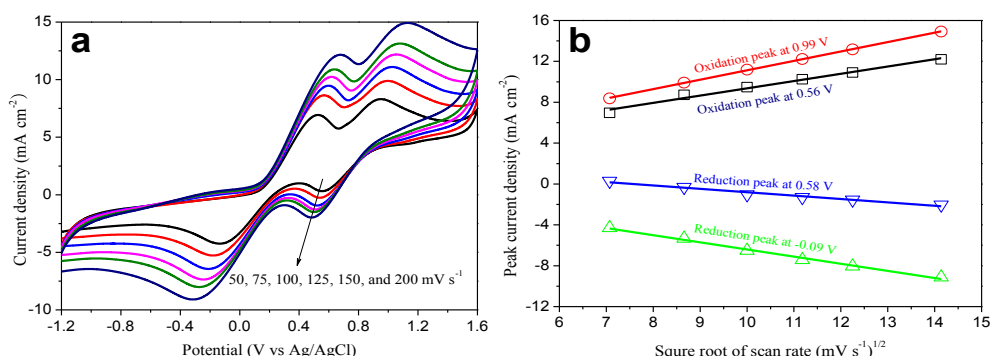 a
15
10
5
0
-5
-10
Current density (mA cm-2)
50, 75, 100, 125, 150, and 200 mV s-1
-1.2 -0.8 -0.4 0.0 0.4 0.8 1.2 1.6
Potential (V vs Ag/AgCl)
b
16
12
8
4
0
-4
-8
-12
Peak current density (mA cm-2)
Oxidation peak at 0.99 V
Oxidation peak at 0.56 V
Reduction peak at 0.58 V
Reduction peak at -0.09 V
6 7 8 9 10 11 12 13 14 15
Squre root of scan rate (mV s-1)1/2